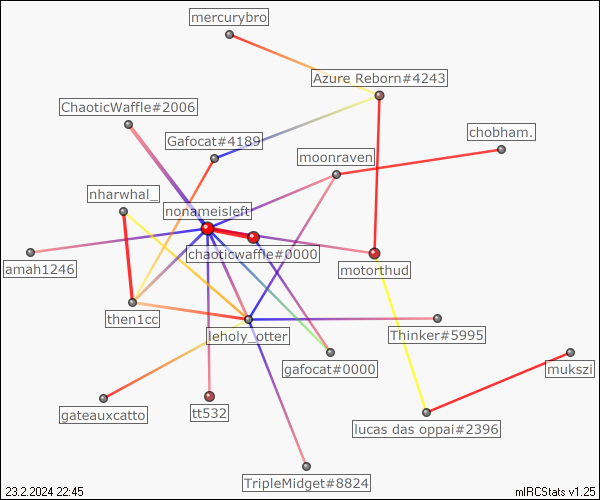 mercurybro
Azure Reborn#4243
ChaoticWaffle#2006
chobham.
Gafocat#4189
moonraven
nharwhal_
nonameisleft
chaoticwaffle#0000
amah1246
motorthud
then1cc
Thinker#5995
leholy_otter
gafocat#0000
mukszi
gateauxcatto
tt532
lucas das oppai#2396
TripleMidget#8824
23.2.2024 22:45
mIRCStats v1.25